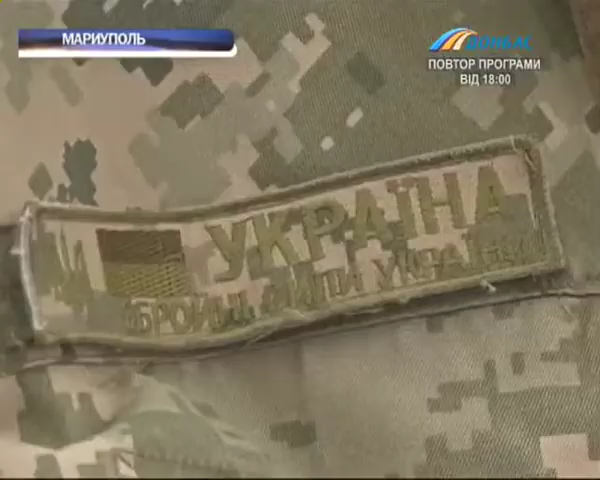 МАРИУПОЛЬ
ДОНБАС
ПОВТОР ПРОГРАМИ
ВІД 18:00
УКРАЇНА
ЗБРОЙНІ СИЛИ УКРАЇНИ